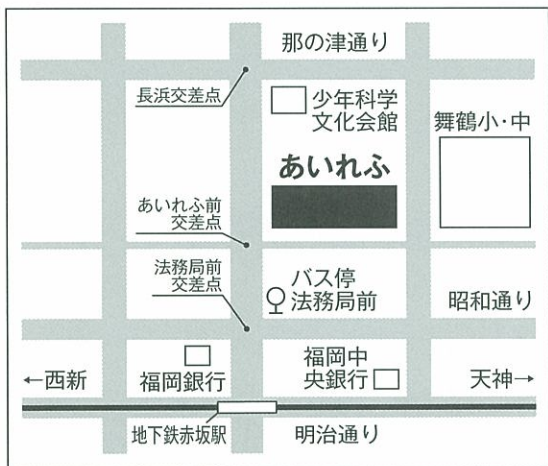 那の津通り
長浜交差点
少年科学
文化会館
舞鶴小・中
あいれふ
あいれふ前
交差点
法務局前
交差点
バス停
法務局前
昭和通り
←西新
福岡銀行
福岡中
央銀行
天神→
地下鉄赤坂駅
明治通り